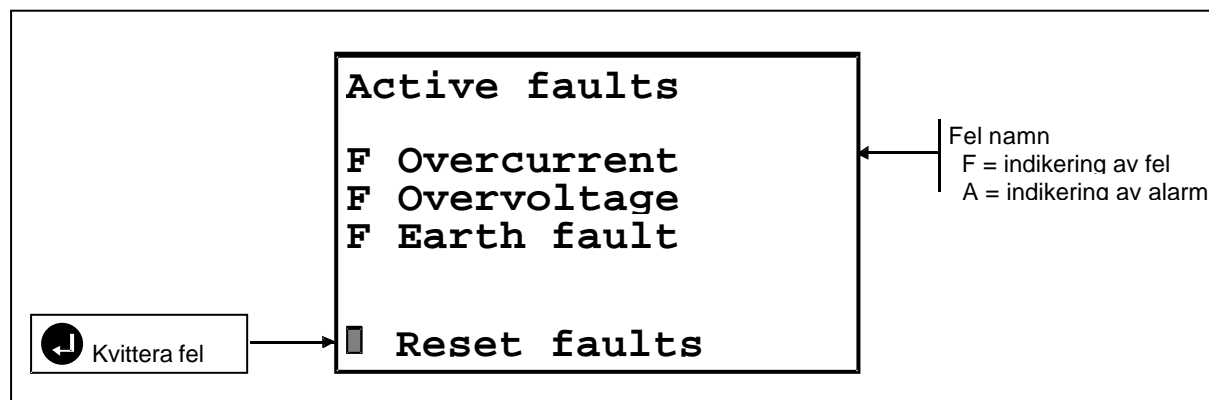 Active faults
F Overcurrent
F Overvoltage
F Earth fault
Reset faults
Fel namn
F = indikering av fel
A = indikering av alarm
Kvittera fel